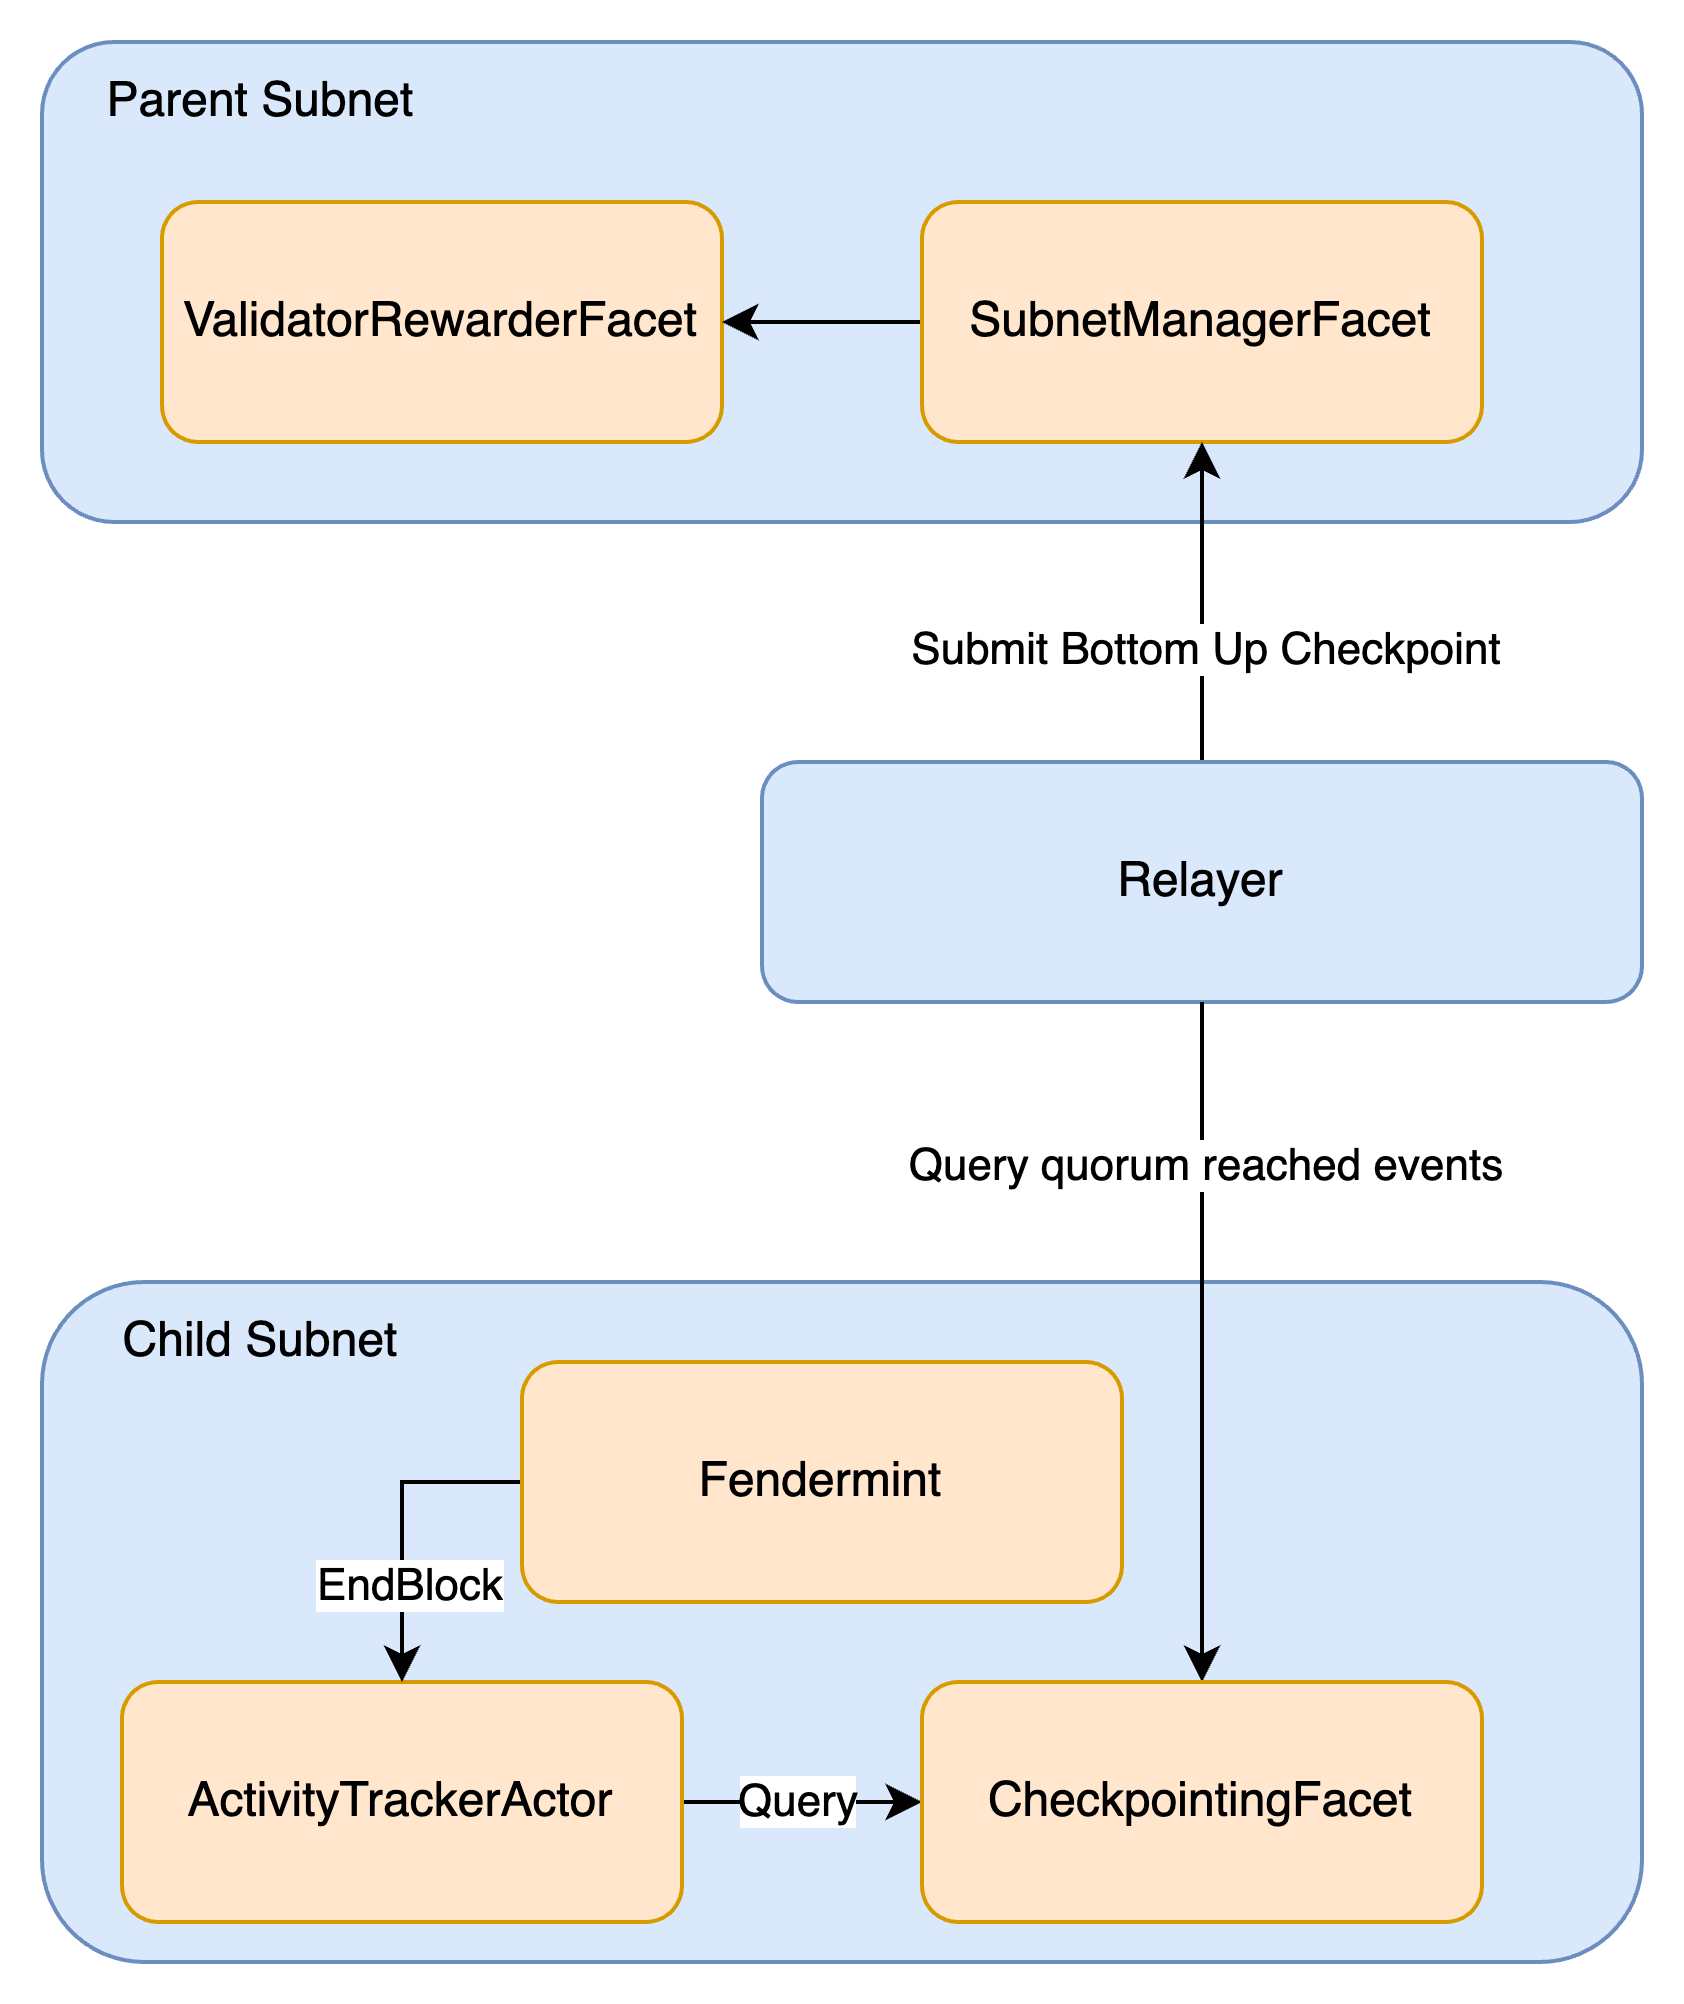 Parent Subnet
ValidatorRewarderFacet
SubnetManagerFacet
Submit Bottom Up Checkpoint
Relayer
Query quorum reached events
Child Subnet
Fendermint
EndBlock
ActivityTrackerActor
Query
CheckpointingFacet